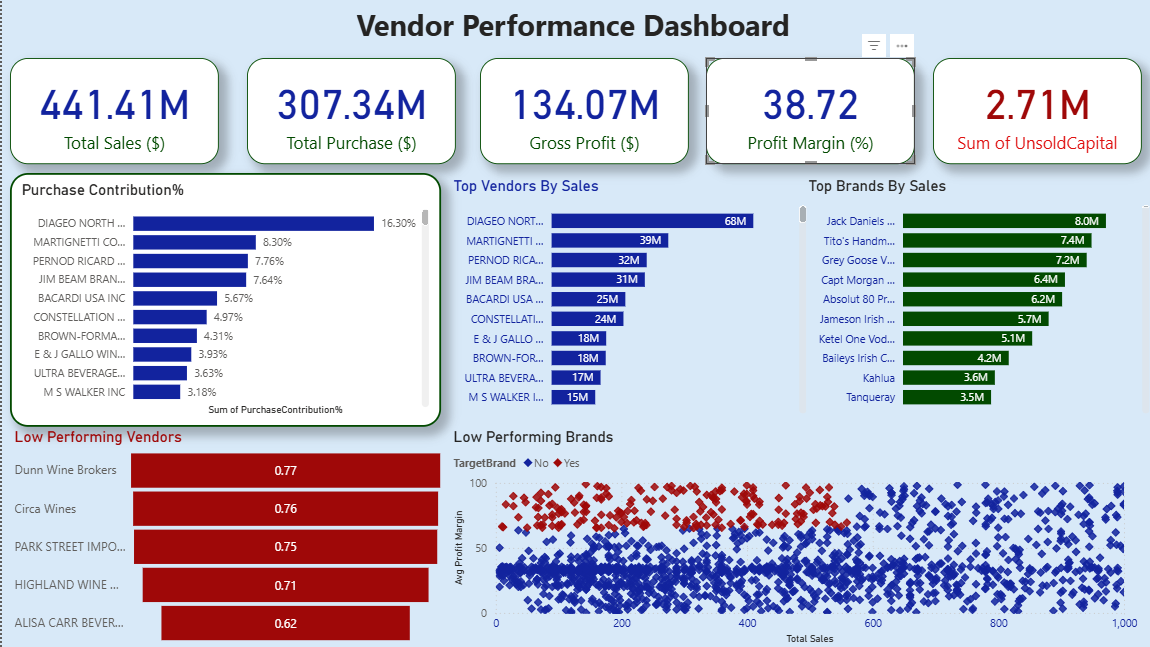 Vendor Performance Dashboard
441.41M
Total Sales ($)
307.34M
Total Purchase ($)
134.07M
Gross Profit ($)
38.72
Profit Margin (%)
2.71M
Sum of UnsoldCapital
Purchase Contribution%
DIAGEO NORTH ... 16.30%
MARTIGNETTI CO... 8.30%
PERNOD RICARD ... 7.76%
JIM BEAM BRAN... 7.64%
BACARDI USA INC 5.67%
CONSTELLATION ... 4.97%
BROWN-FORMA... 4.31%
E & J GALLO WIN... 3.93%
ULTRA BEVERAGE... 3.63%
M S WALKER INC 3.18%
Sum of PurchaseContribution%
Top Vendors By Sales
DIAGEO NORT... 68M
MARTIGNETTI ... 39M
PERNOD RICA... 32M
JIM BEAM BRA... 31M
BACARDI USA ... 25M
CONSTELLATI... 24M
E & J GALLO ... 18M
BROWN-FOR... 18M
ULTRA BEVERA... 17M
M S WALKER I... 15M
Top Brands By Sales
Jack Daniels ... 8.0M
Tito's Handm... 7.4M
Grey Goose V... 7.2M
Capt Morgan ... 6.4M
Absolut 80 Pr... 6.2M
Jameson Irish ... 5.7M
Ketel One Vod... 5.1M
Baileys Irish C... 4.2M
Kahlua 3.6M
Tanqueray 3.5M
Low Performing Vendors
Dunn Wine Brokers 0.77
Circa Wines 0.76
PARK STREET IMPO... 0.75
HIGHLAND WINE ... 0.71
ALISA CARR BEVER... 0.62
Low Performing Brands
TargetBrand No Yes
Avg Profit Margin
100
50
0
0 200 400 600 800 1,000
Total Sales